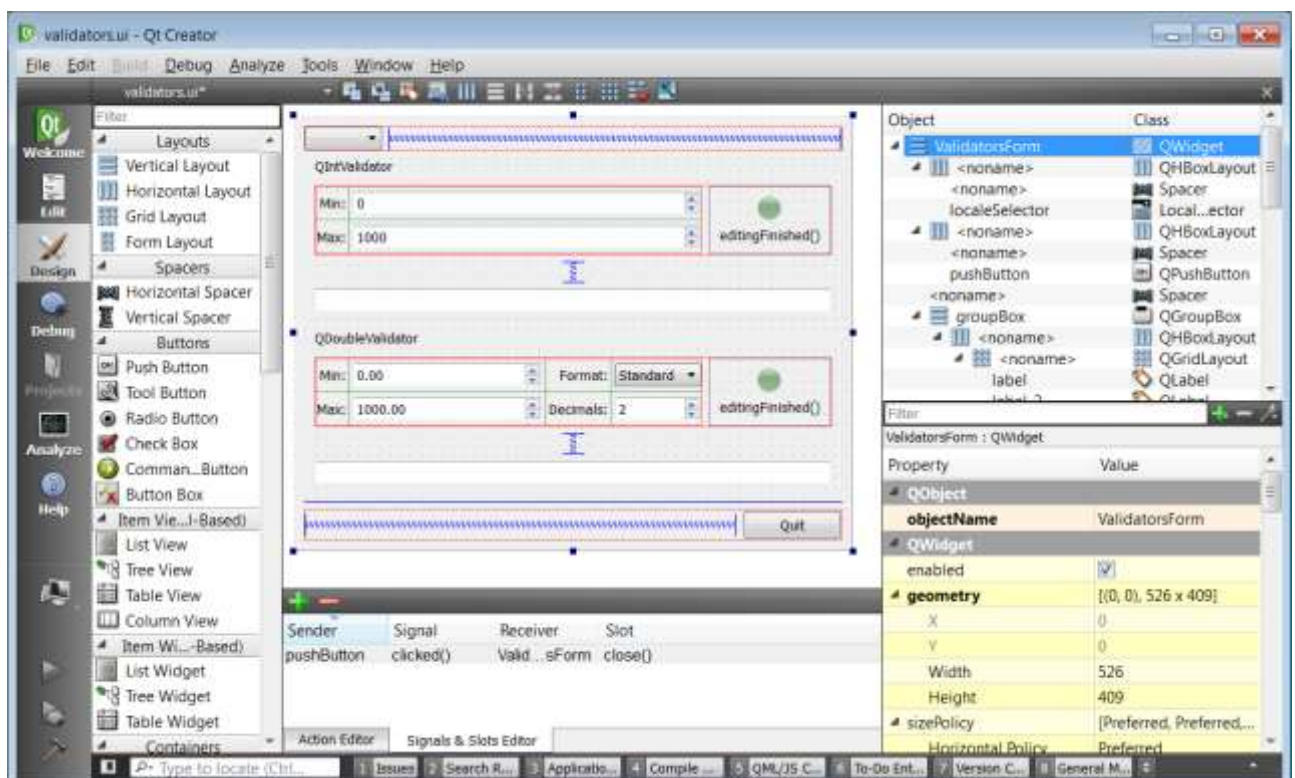 validators.ui - Qt Creator
File Edit Build Debug Analyze Tools Window Help
validators.ui*
Qt
Welcome
Edit
Design
Debug
Projects
Analyze
Help
Filter
Layouts
Vertical Layout
Horizontal Layout
Grid Layout
Form Layout
Spacers
Horizontal Spacer
Vertical Spacer
Buttons
Push Button
Tool Button
Radio Button
Check Box
Comman...Button
Button Box
Item Vie...l-Based)
List View
Tree View
Table View
Column View
Item Wi...-Based)
List Widget
Tree Widget
Table Widget
Containers
QIntValidator
Min: 0
Max: 1000
editingFinished()
QDoubleValidator
Min: 0.00 Format: Standard
Max: 1000.00 Decimals: 2
editingFinished()
Quit
Sender Signal Receiver Slot
pushButton clicked() Valid...sForm close()
Action Editor Signals & Slots Editor
Object Class
ValidatorsForm QWidget
<noname> QHBoxLayout
<noname> Spacer
localeSelector Local...ector
<noname> QHBoxLayout
<noname> Spacer
pushButton QPushButton
<noname> Spacer
groupBox QGroupBox
<noname> QHBoxLayout
<noname> QGridLayout
label QLabel
label_2 QLabel
Filter
ValidatorsForm : QWidget
Property Value
QObject
objectName ValidatorsForm
QWidget
enabled
geometry [(0, 0), 526 x 409]
X 0
Y 0
Width 526
Height 409
sizePolicy [Preferred, Preferred,...
Horizontal Policy Preferred
Type to locate (Ctrl... 1 Issues 2 Search R... 3 Applicatio... 4 Compile ... 5 QML/JS C... 6 To-Do Ent... 7 Version C... 8 General M...